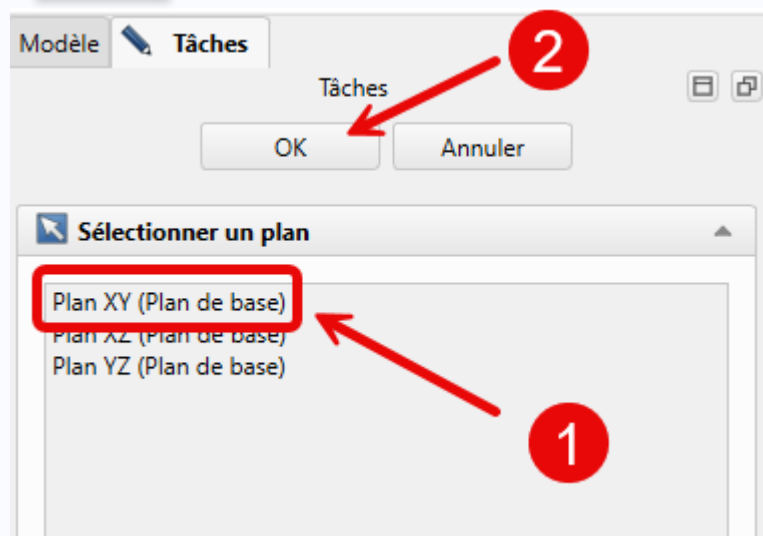 Modèle Tâches
2
Tâches
OK Annuler
Sélectionner un plan
Plan XY (Plan de base)
Plan XZ (Plan de base)
Plan YZ (Plan de base)
1